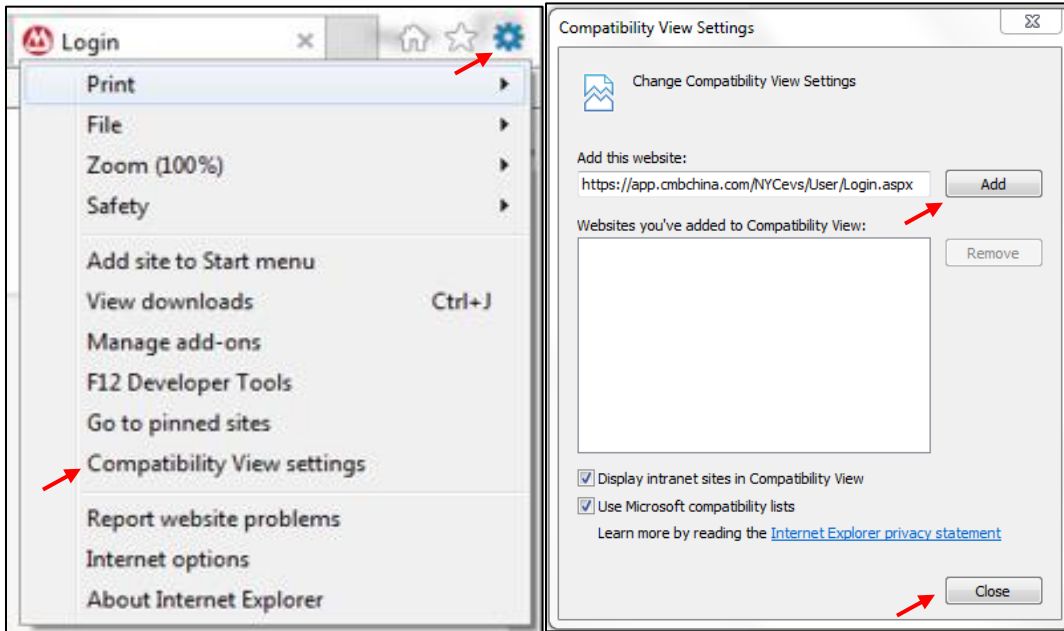 Login
Print
File
Zoom (100%)
Safety
Add site to Start menu
View downloads Ctrl+J
Manage add-ons
F12 Developer Tools
Go to pinned sites
Compatibility View settings
Report website problems
Internet options
About Internet Explorer
Compatibility View Settings
Change Compatibility View Settings
Add this website:
https://app.cmbchina.com/NYCevs/User/Login.aspx Add
Websites you've added to Compatibility View:
Remove
Display intranet sites in Compatibility View
Use Microsoft compatibility lists
Learn more by reading the Internet Explorer privacy statement
Close